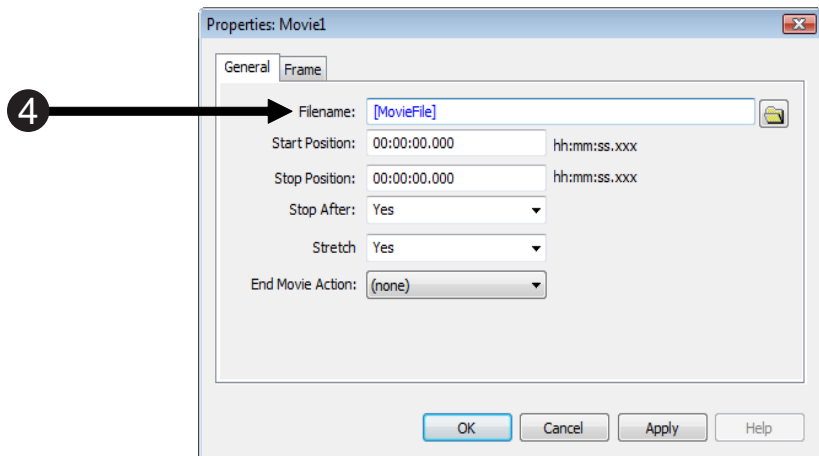 Properties: Movie1
General Frame
4 Filename: [MovieFile]
Start Position: 00:00:00.000 hh:mm:ss.xxx
Stop Position: 00:00:00.000 hh:mm:ss.xxx
Stop After: Yes
Stretch Yes
End Movie Action: (none)
OK Cancel Apply Help